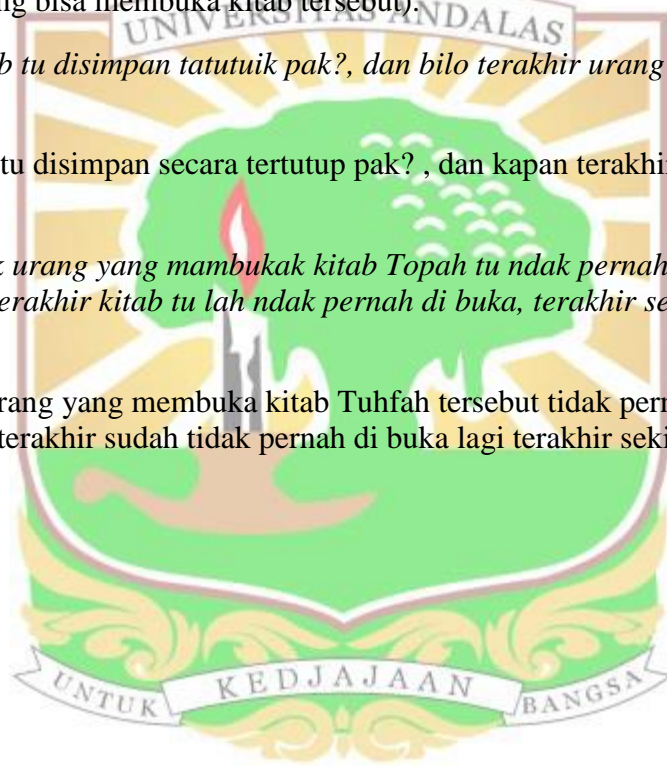 ng bisa membuka kitab tersebut).
UNIVERSITAS ANDALAS
b tu disimpan tatutuik pak?, dan bilo terakhir urang
tu disimpan secara tertutup pak? , dan kapan terakhi
urang yang mambukak kitab Topah tu ndak pernah
terakhir kitab tu lah ndak pernah di buka, terakhir se
rang yang membuka kitab Tuhfah tersebut tidak per
terakhir sudah tidak pernah di buka lagi terakhir seki
UNTUK KEDJAJAAN BANGSA